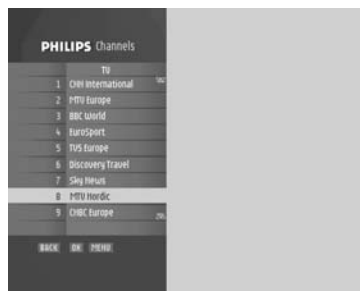 PHILIPS Channels
TV
1 CNN International
2 MTV Europe
3 BBC World
4 EuroSport
5 TV5 Europe
6 Discovery Travel
7 Sky News
8 MTV Nordic
9 CNBC Europe
BACK OK MENU